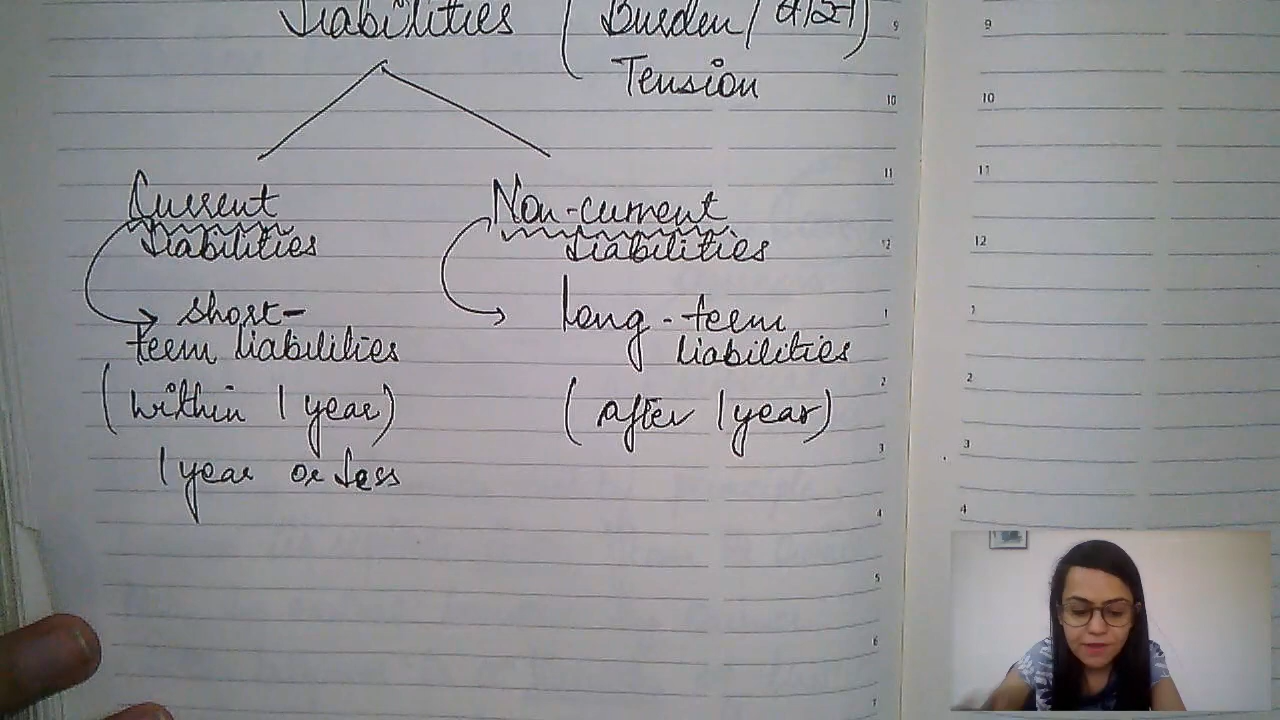 Liabilities ( Burden /
Tension
Current
Liabilities
Non-current
Liabilities
short-
term liabilities
Long-term
liabilities
(within 1 year)
(after 1 year)
1 year or Less
9
10
11
12
1
2
3
4
5
6
7
9
10
11
12
1
2
3
4